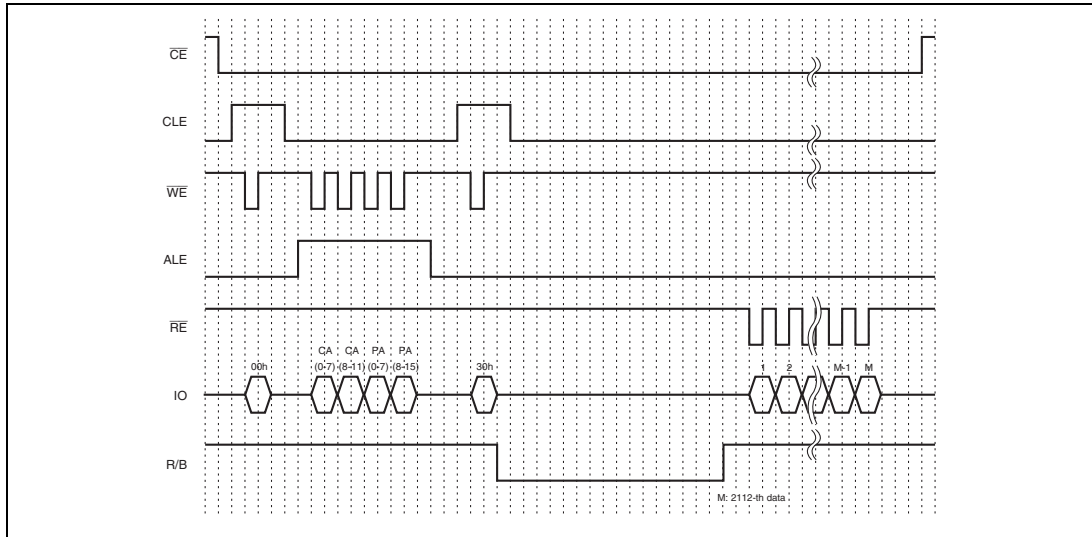 CE
CLE
WE
ALE
RE
CA CA PA PA
00h (0-7) (8-11) (0-7) (8-15) 30h 1 2 M-1 M
IO
R/B
M: 2112-th data